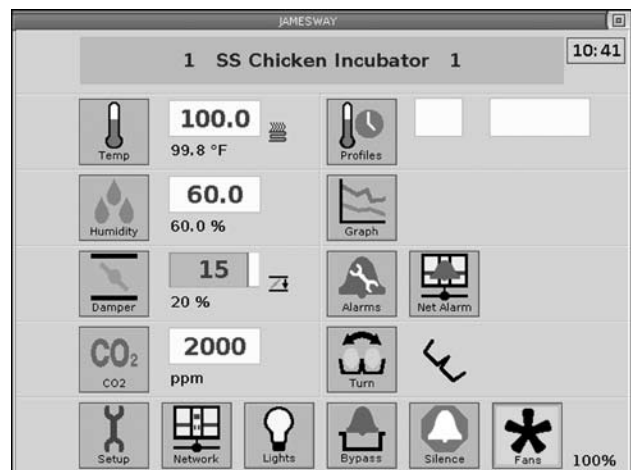 JAMESWAY
1 SS Chicken Incubator 1
10:41
Temp
100.0
99.8 °F
Profiles
Humidity
60.0
60.0 %
Graph
Damper
15
20 %
Alarms
Net Alarm
CO2
CO2
2000
ppm
Turn
Setup
Network
Lights
Bypass
Silence
Fans
100%